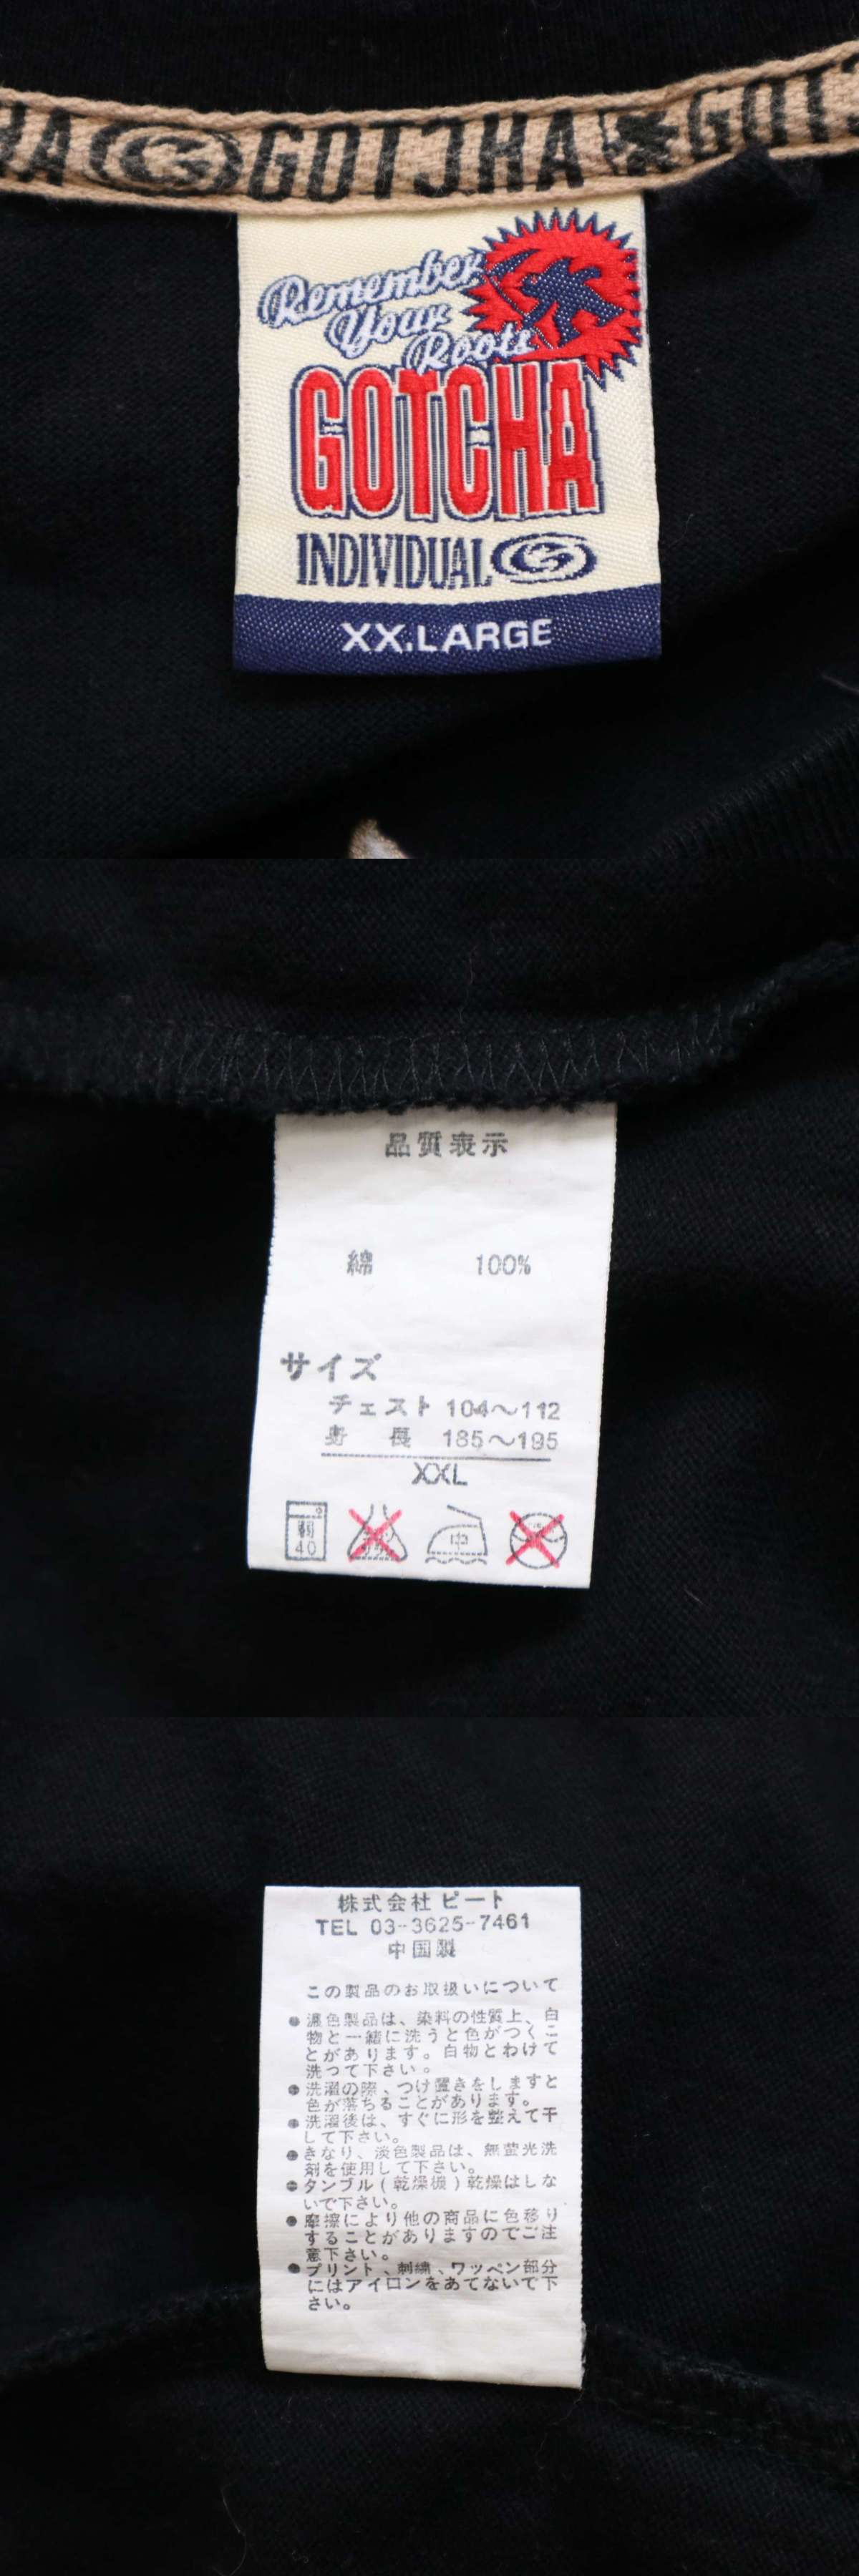 HA GOTCHA GOTC
Remember
Your
Roots
GOTCHA
INDIVIDUAL
XX.LARGE
品質表示
綿 100%
サイズ
チェスト 104〜112
身 長 185〜195
XXL
弱
40
中
株式会社 ビート
TEL 03-3625-7461
中国製
この製品のお取扱いについて
●濃色製品は、染料の性質上、白
物と一緒に洗うと色がつくこ
とがあります。白物とわけて
洗って下さい。
●洗濯の際、つけ置きをしますと
色が落ちることがあります。
●洗濯後は、すぐに形を整えて干
して下さい。
●きなり、淡色製品は、無蛍光洗
剤を使用して下さい。
●タンブル(乾燥機)乾燥はしな
いで下さい。
●摩擦により他の商品に色移り
することがありますのでご注
意下さい。
●プリント、刺繍、ワッペン部分
にはアイロンをあてないで下
さい。